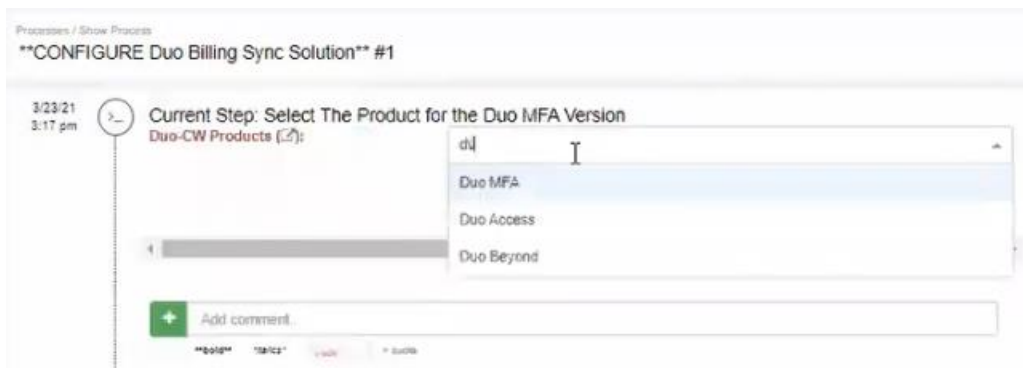 Processes / Show Process
**CONFIGURE Duo Billing Sync Solution** #1
3/23/21
3:17 pm
Current Step: Select The Product for the Duo MFA Version
Duo-CW Products ( ):
du
Duo MFA
Duo Access
Duo Beyond
Add comment.
**bold** *italics* > quote